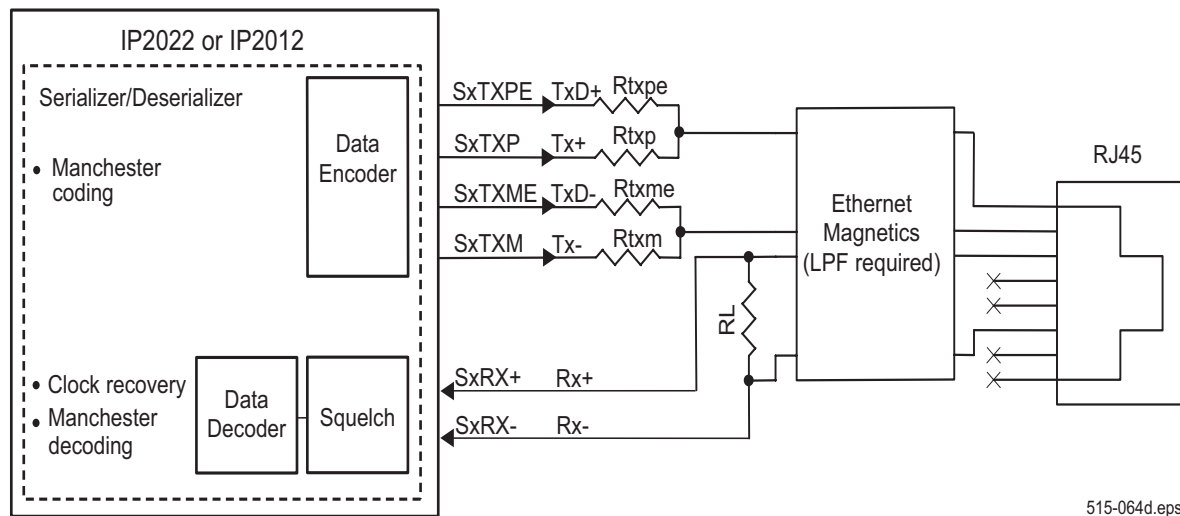 IP2022 or IP2012
Serializer/Deserializer
• Manchester
coding
Data
Encoder
SxTXPE TxD+ Rtxpe
SxTXP Tx+ Rtxp
SxTXME TxD- Rtxme
SxTXM Tx- Rtxm
RL
Ethernet
Magnetics
(LPF required)
RJ45
• Clock recovery
• Manchester
decoding
Data
Decoder
Squelch
SxRX+ Rx+
SxRX- Rx-
515-064d.eps